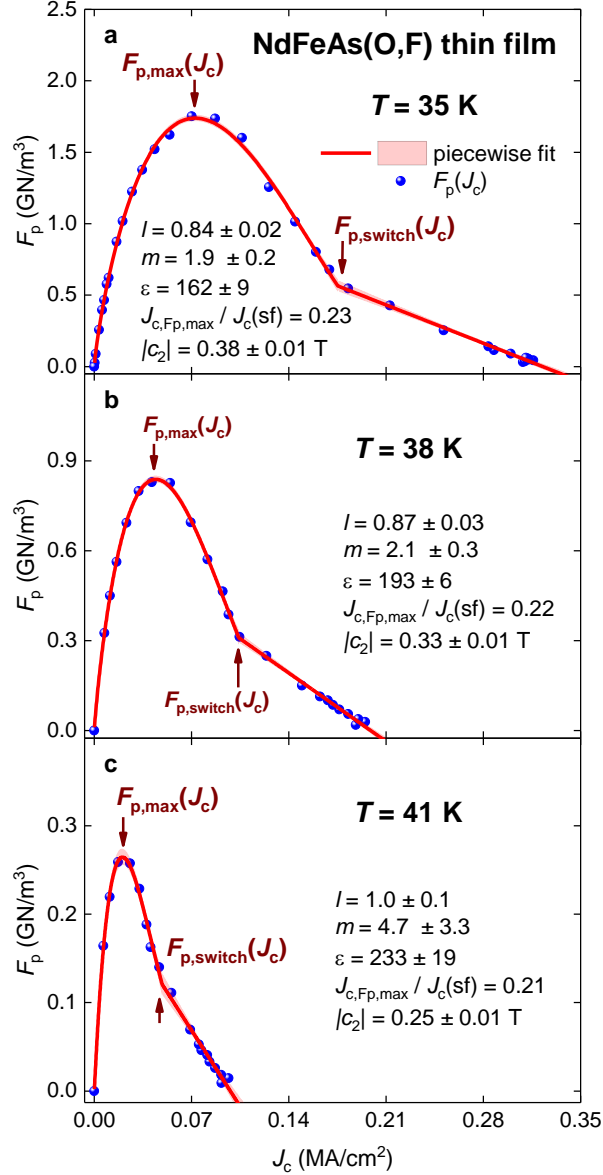 a
NdFeAs(O,F) thin film
F_p,max(J_c)
T = 35 K
piecewise fit
F_p(J_c)
F_p,switch(J_c)
l = 0.84 ± 0.02
m = 1.9 ± 0.2
ε = 162 ± 9
J_c,Fp,max / J_c(sf) = 0.23
|c_2| = 0.38 ± 0.01 T
F_p (GN/m³)
2.5
2.0
1.5
1.0
0.5
0.0
b
F_p,max(J_c)
T = 38 K
l = 0.87 ± 0.03
m = 2.1 ± 0.3
ε = 193 ± 6
J_c,Fp,max / J_c(sf) = 0.22
|c_2| = 0.33 ± 0.01 T
F_p,switch(J_c)
F_p (GN/m³)
0.9
0.6
0.3
0.0
c
F_p,max(J_c)
T = 41 K
l = 1.0 ± 0.1
m = 4.7 ± 3.3
ε = 233 ± 19
J_c,Fp,max / J_c(sf) = 0.21
|c_2| = 0.25 ± 0.01 T
F_p,switch(J_c)
F_p (GN/m³)
0.3
0.2
0.1
0.0
0.00 0.07 0.14 0.21 0.28 0.35
J_c (MA/cm²)